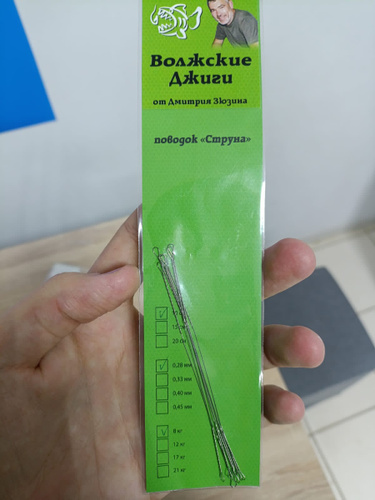 Волжские
Джиги
от Дмитрия Зюзина
поводок «Струна»
15 см
20 см
0,28 мм
0,33 мм
0,40 мм
0,45 мм
8 кг
12 кг
17 кг
21 кг